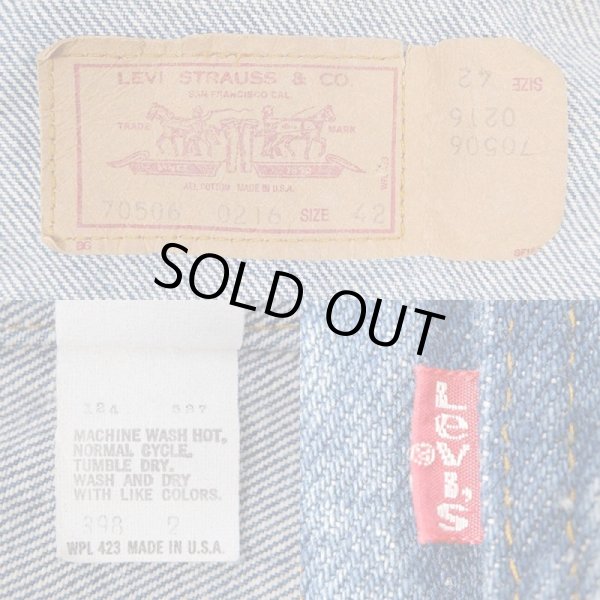 LEVI STRAUSS & CO.
SAN FRANCISCO CAL.
TRADE MARK
ALL COTTON MADE IN U.S.A.
70506 0216 SIZE 42
SIZE 42
0216
70506
SOLD OUT
524 527
MACHINE WASH HOT,
NORMAL CYCLE,
TUMBLE DRY.
WASH AND DRY
WITH LIKE COLORS.
398 2
WPL 423 MADE IN U.S.A.
LEVI'S
®